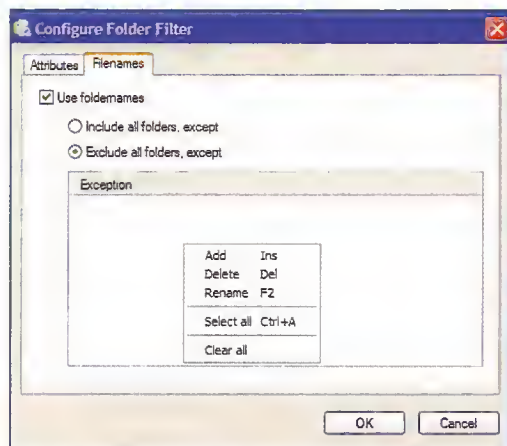 Configure Folder Filter
Attributes Filenames
Use foldernames
Include all folders, except
Exclude all folders, except
Exception
Add Ins
Delete Del
Rename F2
Select all Ctrl+A
Clear all
OK Cancel